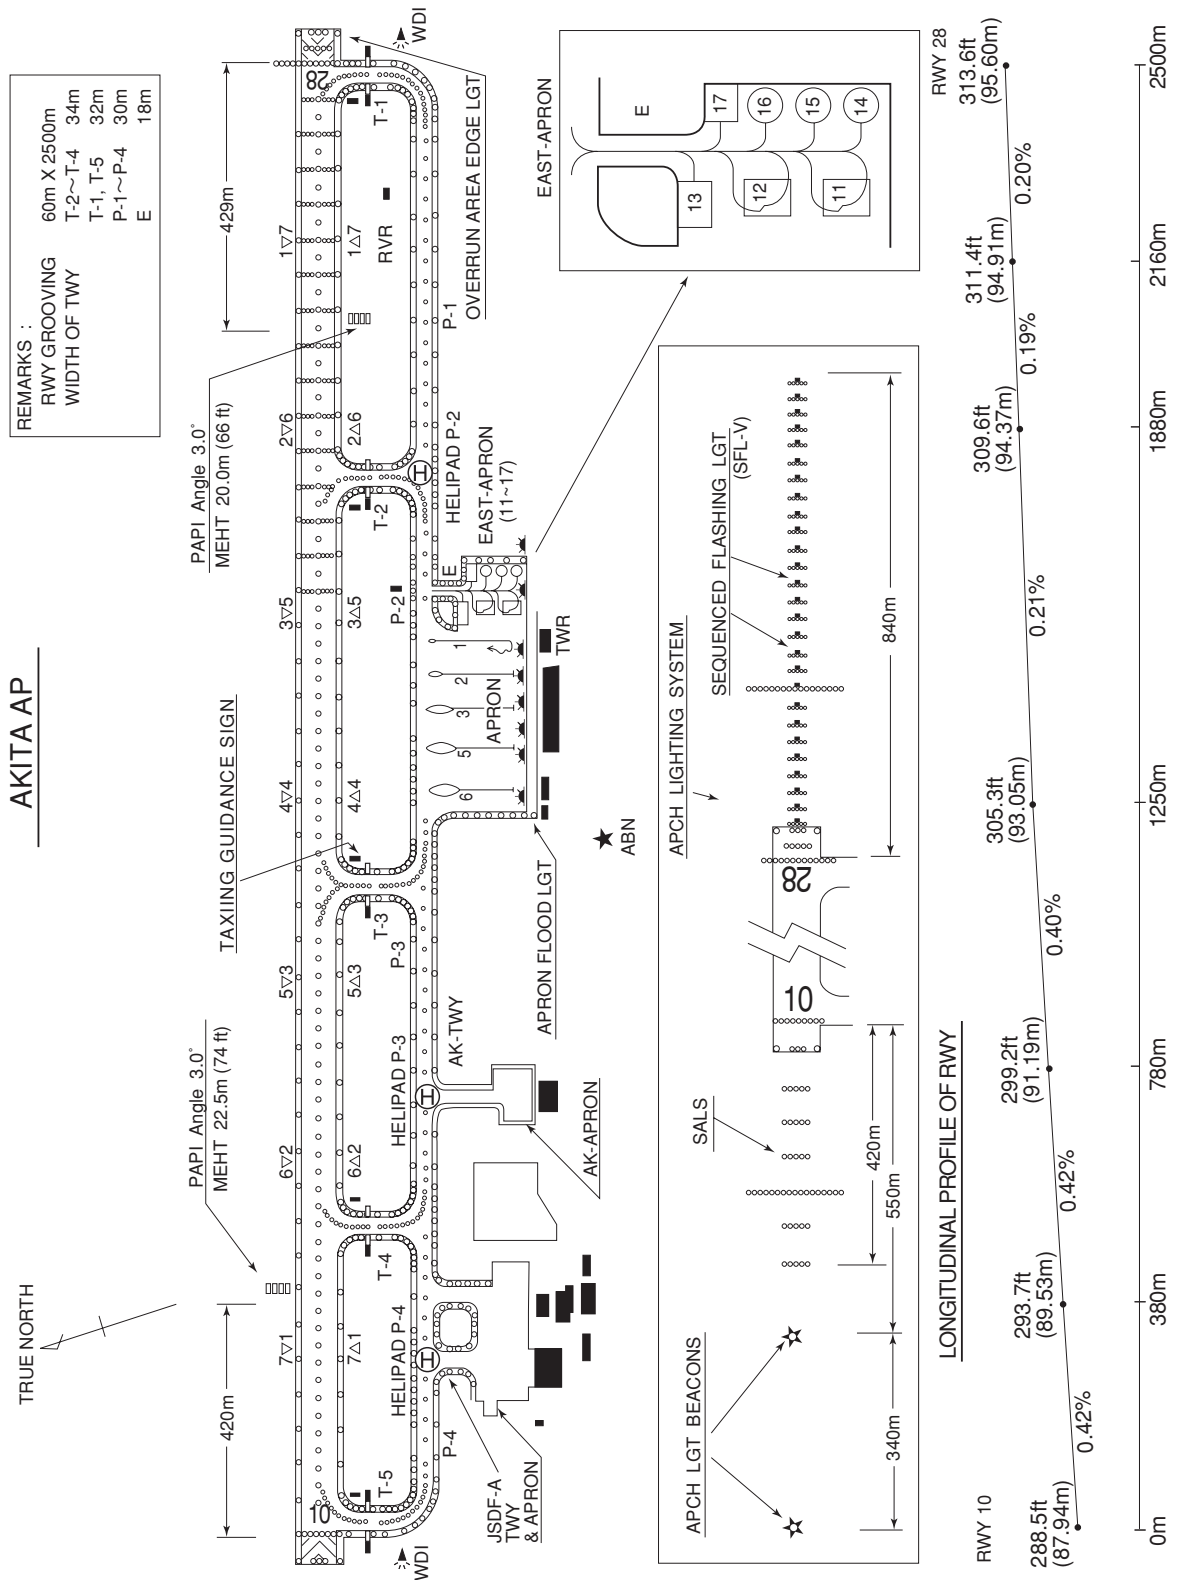 AKITA AP
REMARKS :
RWY GROOVING 60m X 2500m
WIDTH OF TWY T-2～T-4 34m
T-1, T-5 32m
P-1～P-4 30m
E 18m
TRUE NORTH
PAPI Angle 3.0°
MEHT 22.5m (74 ft)
TAXIING GUIDANCE SIGN
PAPI Angle 3.0°
MEHT 20.0m (66 ft)
420m
429m
7▽1
6▽2
5▽3
4▽4
3▽5
2▽6
1▽7
10
28
7△1
6△2
5△3
4△4
3△5
2△6
1△7
T-5
T-4
T-3
T-2
T-1
RVR
WDI
WDI
HELIPAD P-4
HELIPAD P-3
P-3
P-2
H
H
H
P-4
AK-TWY
HELIPAD P-2
P-1
E
OVERRUN AREA EDGE LGT
6
5
3
2
1
APRON
EAST-APRON
(11~17)
JSDF-A
TWY
& APRON
AK-APRON
APRON FLOOD LGT
TWR
ABN
EAST-APRON
E
13
17
12
16
15
11
14
APCH LIGHTING SYSTEM
APCH LGT BEACONS
SALS
SEQUENCED FLASHING LGT
(SFL-V)
10
28
420m
340m
550m
840m
LONGITUDINAL PROFILE OF RWY
RWY 10
RWY 28
288.5ft
(87.94m)
293.7ft
(89.53m)
299.2ft
(91.19m)
305.3ft
(93.05m)
309.6ft
(94.37m)
311.4ft
(94.91m)
313.6ft
(95.60m)
0.42%
0.42%
0.40%
0.21%
0.19%
0.20%
0m
380m
780m
1250m
1880m
2160m
2500m